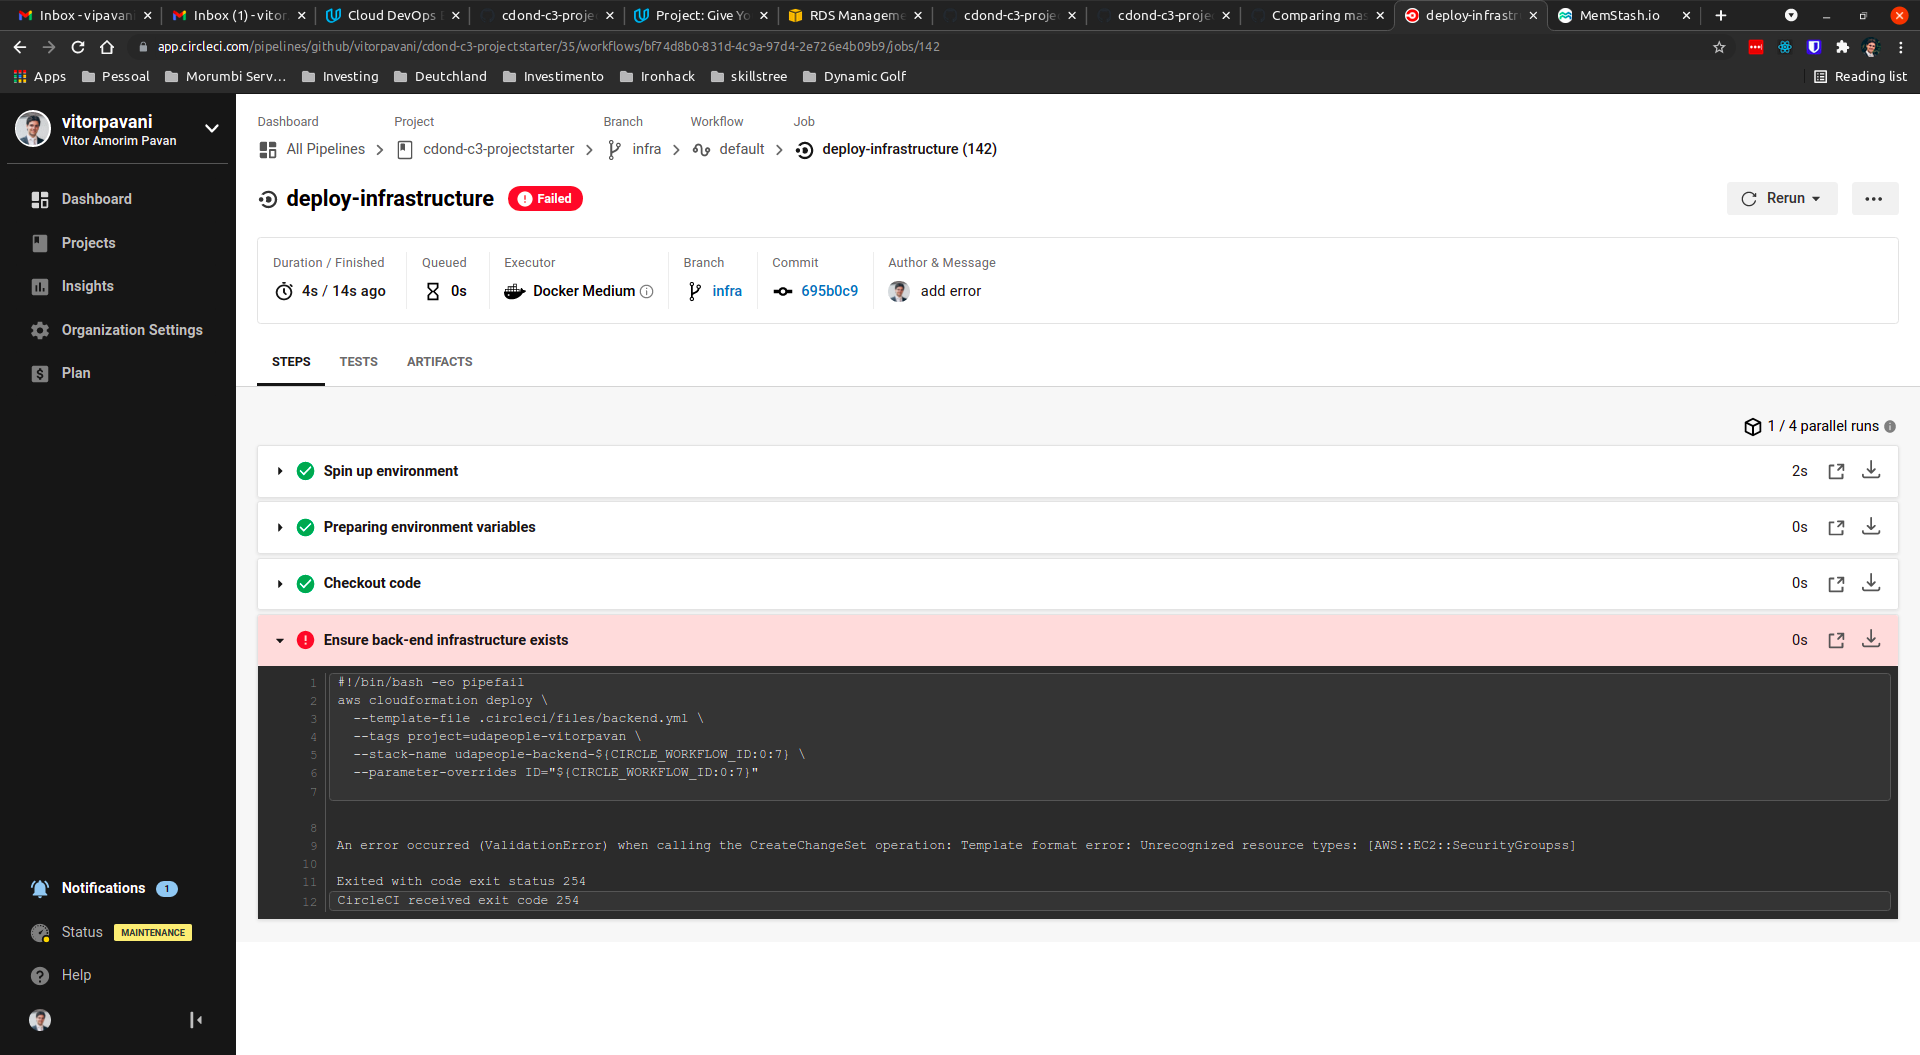 Inbox - vipavani
Inbox (1) - vitor.
Cloud DevOps
cdond-c3-proje
Project: Give Yo
RDS Manageme
cdond-c3-proje
cdond-c3-proje
Comparing mas
deploy-infrastr
MemStash.io
app.circleci.com/pipelines/github/vitorpavani/cdond-c3-projectstarter/35/workflows/bf74d8b0-831d-4c9a-97d4-2e726e4b09b9/jobs/142
Apps
Pessoal
Morumbi Serv…
Investing
Deutchland
Investimento
Ironhack
skillstree
Dynamic Golf
Reading list
vitorpavani
Vitor Amorim Pavan
Dashboard
Projects
Insights
Organization Settings
Plan
Notifications 1
Status MAINTENANCE
Help
Dashboard Project Branch Workflow Job
All Pipelines cdond-c3-projectstarter infra default deploy-infrastructure (142)
deploy-infrastructure Failed
Rerun
Duration / Finished Queued Executor Branch Commit Author & Message
4s / 14s ago 0s Docker Medium infra 695b0c9 add error
STEPS TESTS ARTIFACTS
1 / 4 parallel runs
Spin up environment 2s
Preparing environment variables 0s
Checkout code 0s
Ensure back-end infrastructure exists 0s
1 #!/bin/bash -eo pipefail
2 aws cloudformation deploy \
3 --template-file .circleci/files/backend.yml \
4 --tags project=udapeople-vitorpavan \
5 --stack-name udapeople-backend-${CIRCLE_WORKFLOW_ID:0:7} \
6 --parameter-overrides ID="${CIRCLE_WORKFLOW_ID:0:7}"
7
8
9 An error occurred (ValidationError) when calling the CreateChangeSet operation: Template format error: Unrecognized resource types: [AWS::EC2::SecurityGroupss]
10
11 Exited with code exit status 254
12 CircleCI received exit code 254